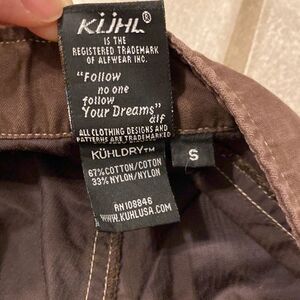 KÜHL®
IS THE
REGISTERED TRADEMARK
OF ALFWEAR INC.
"Follow
no one
follow
Your Dreams"
alf
ALL CLOTHING DESIGNS AND
PATTERNS ARE TRADEMARKED
KÜHLDRY™
S
67% COTTON/COTON
33% NYLON/NYLON
RN108846
WWW.KUHLUSA.COM